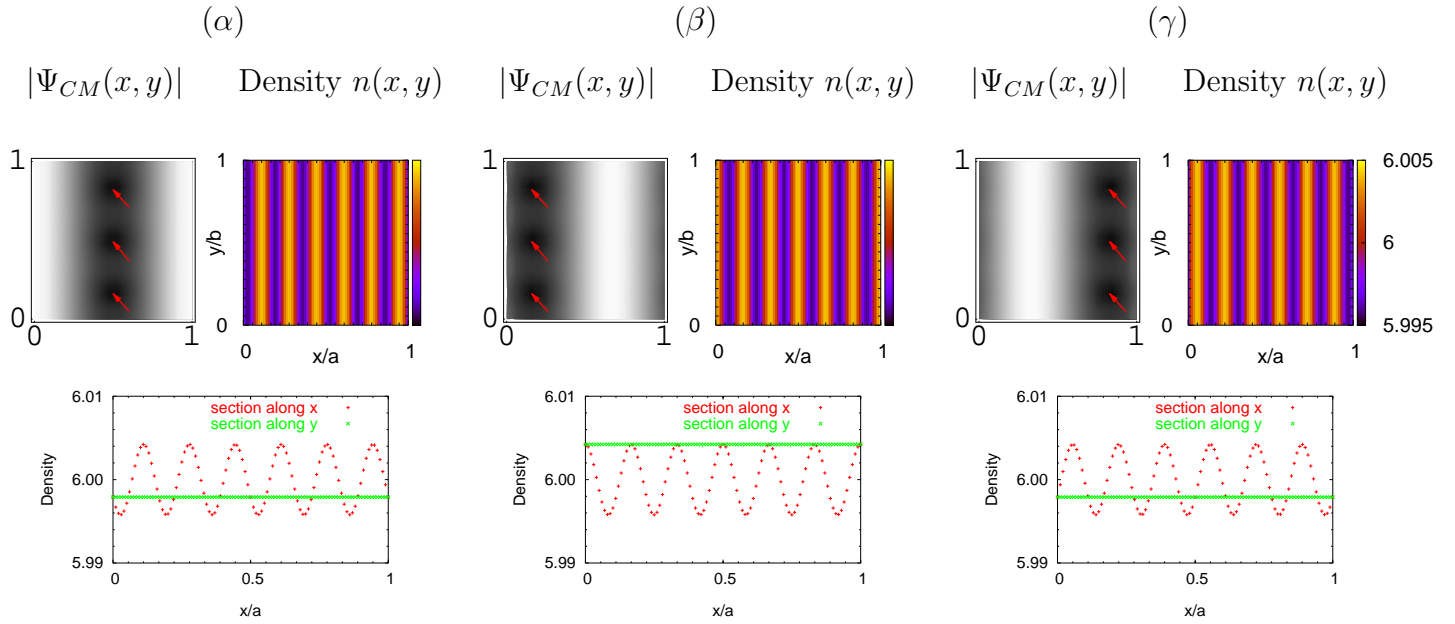 (α) (β) (γ)
|Ψ_CM(x, y)| Density n(x, y) |Ψ_CM(x, y)| Density n(x, y) |Ψ_CM(x, y)| Density n(x, y)
1
0
0 1
1
y/b
0
0 x/a 1
1
0
0 1
1
y/b
0
0 x/a 1
1
0
0 1
1
y/b
0
0 x/a 1
6.005
6
5.995
6.01
6.00
5.99
Density
section along x
section along y
0 0.5 1
x/a
6.01
6.00
5.99
Density
section along x
section along y
0 0.5 1
x/a
6.01
6.00
5.99
Density
section along x
section along y
0 0.5 1
x/a